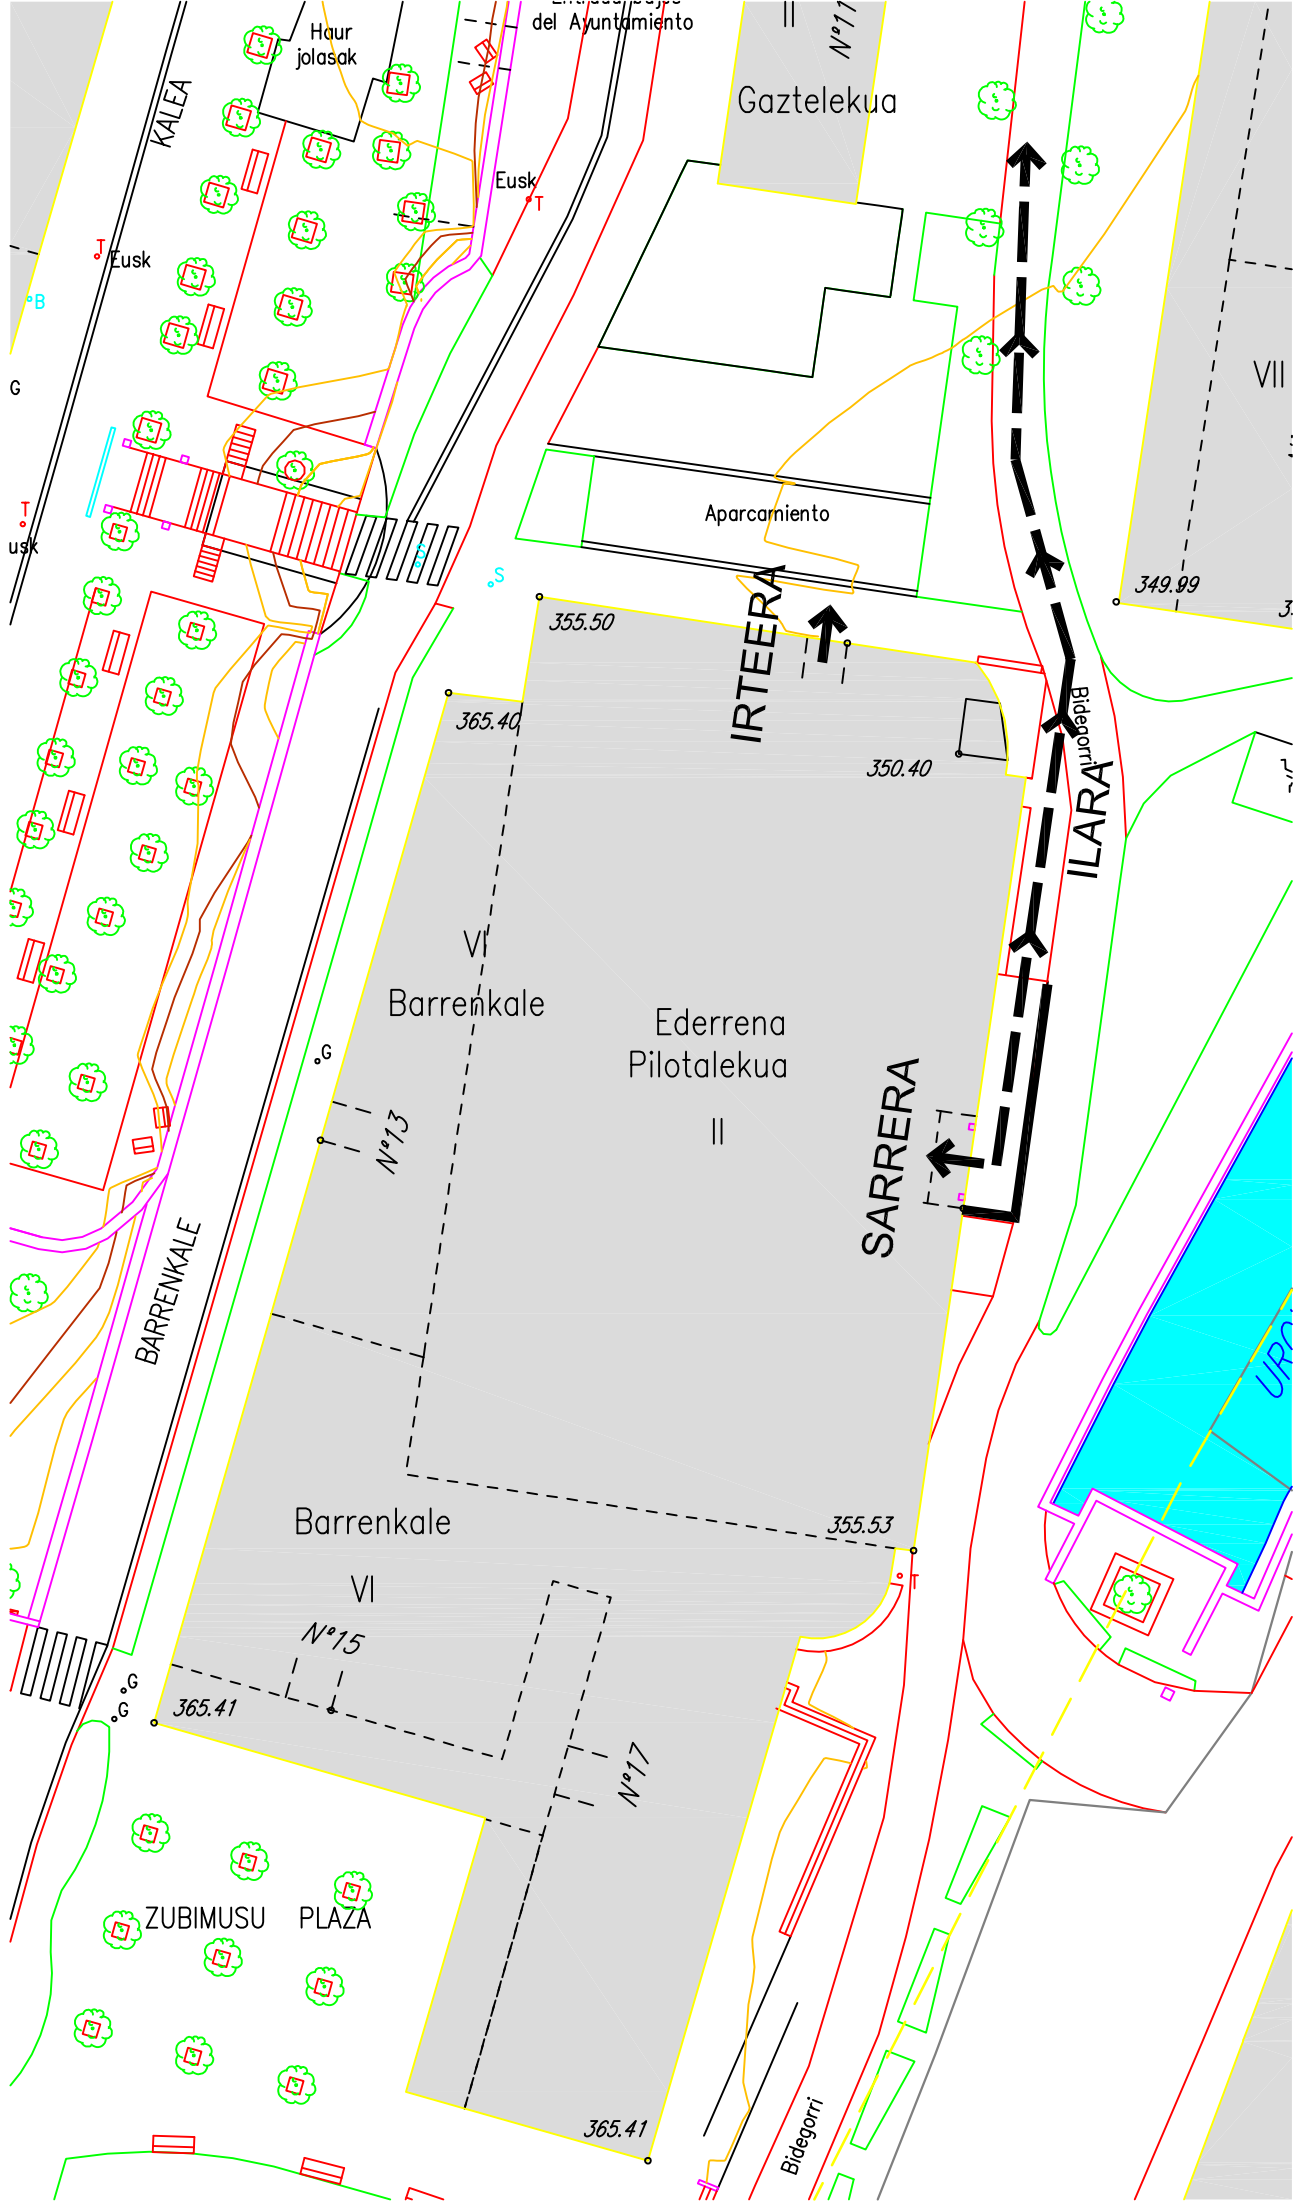 Haur
jolasak
del Ayuntamiento
II
Nº11
Gaztelekua
KALEA
Eusk
T
T
Eusk
B
G
VII
T
usk
S
S
Aparcamiento
349.99
355.50
IRTEERA
365.40
350.40
Bidegorri
ILARA
VI
Barrenkale
Ederrena
Pilotalekua
II
G
Nº13
SARRERA
BARRENKALE
355.53
Barrenkale
VI
T
Nº15
G
G
365.41
Nº17
ZUBIMUSU PLAZA
365.41
Bidegorri